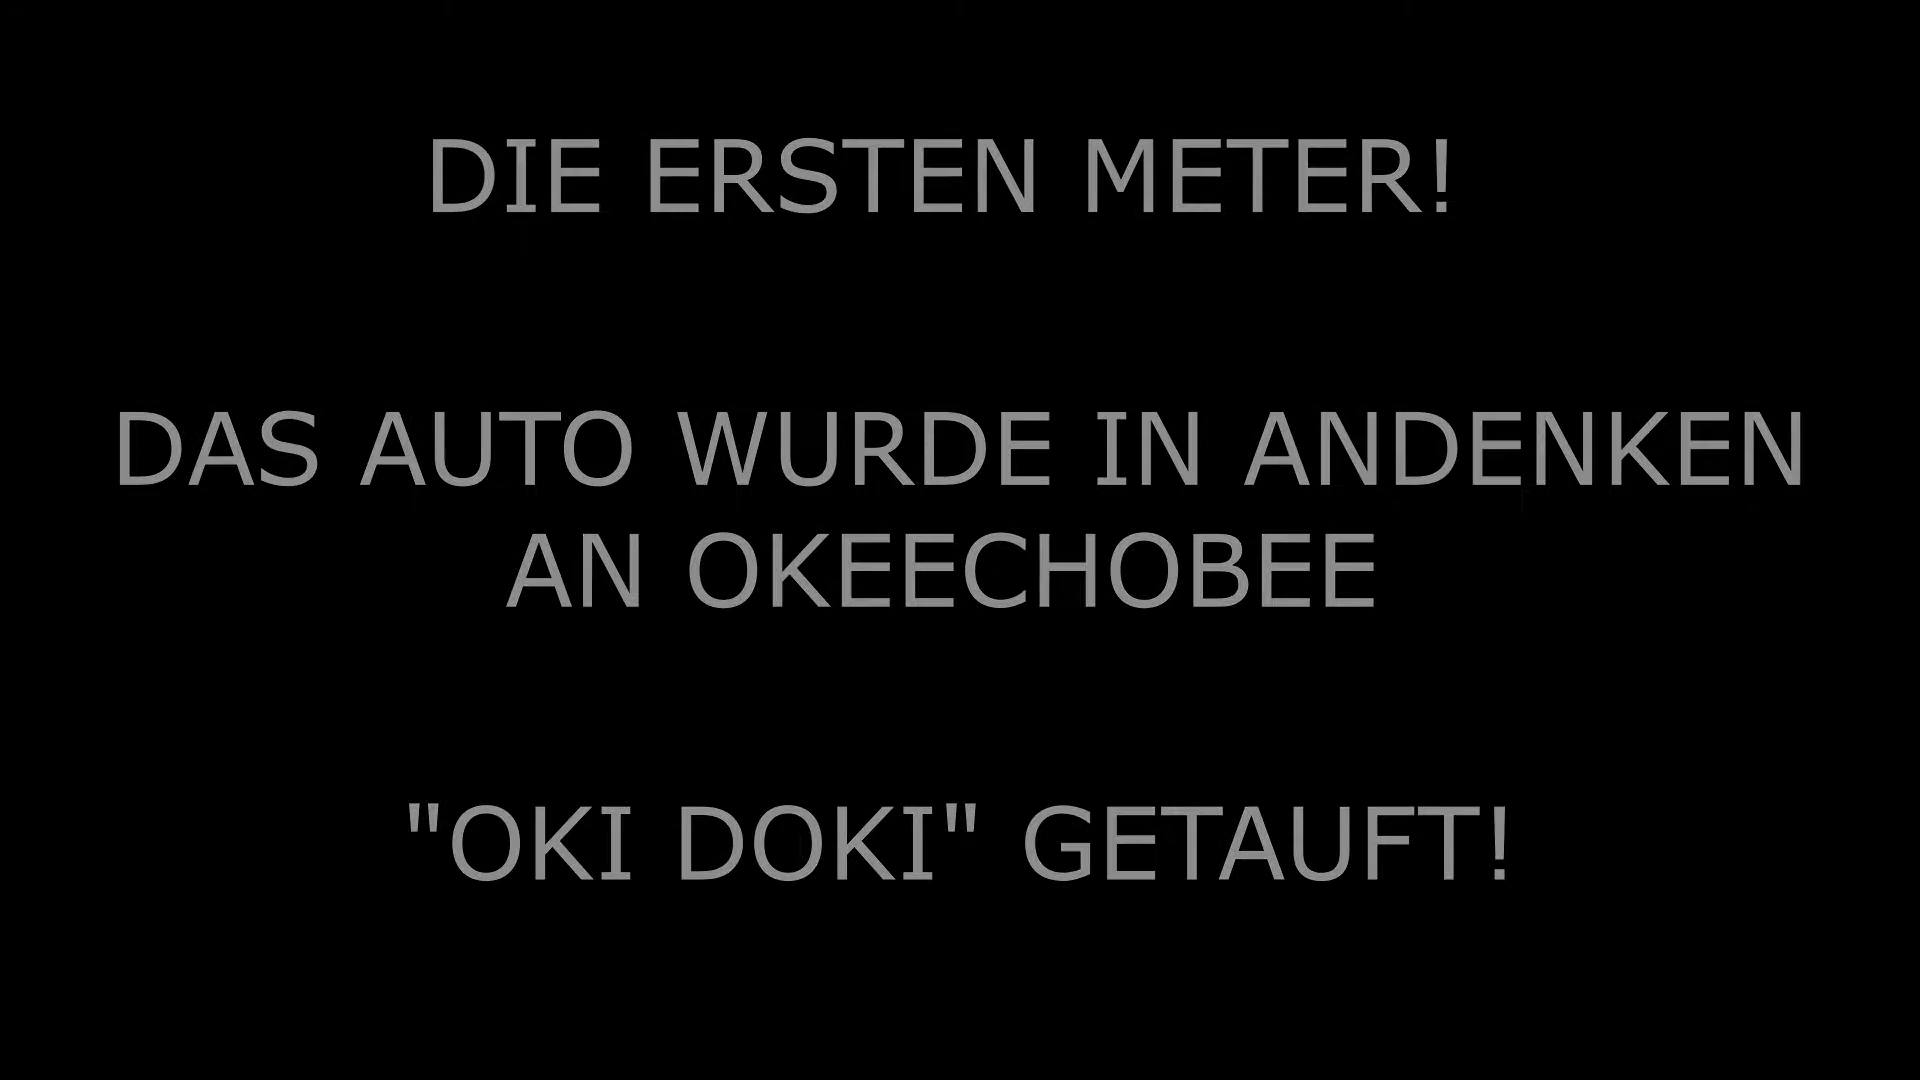 DIE ERSTEN METER!
DAS AUTO WURDE IN ANDENKEN
AN OKEECHOBEE
"OKI DOKI" GETAUFT!